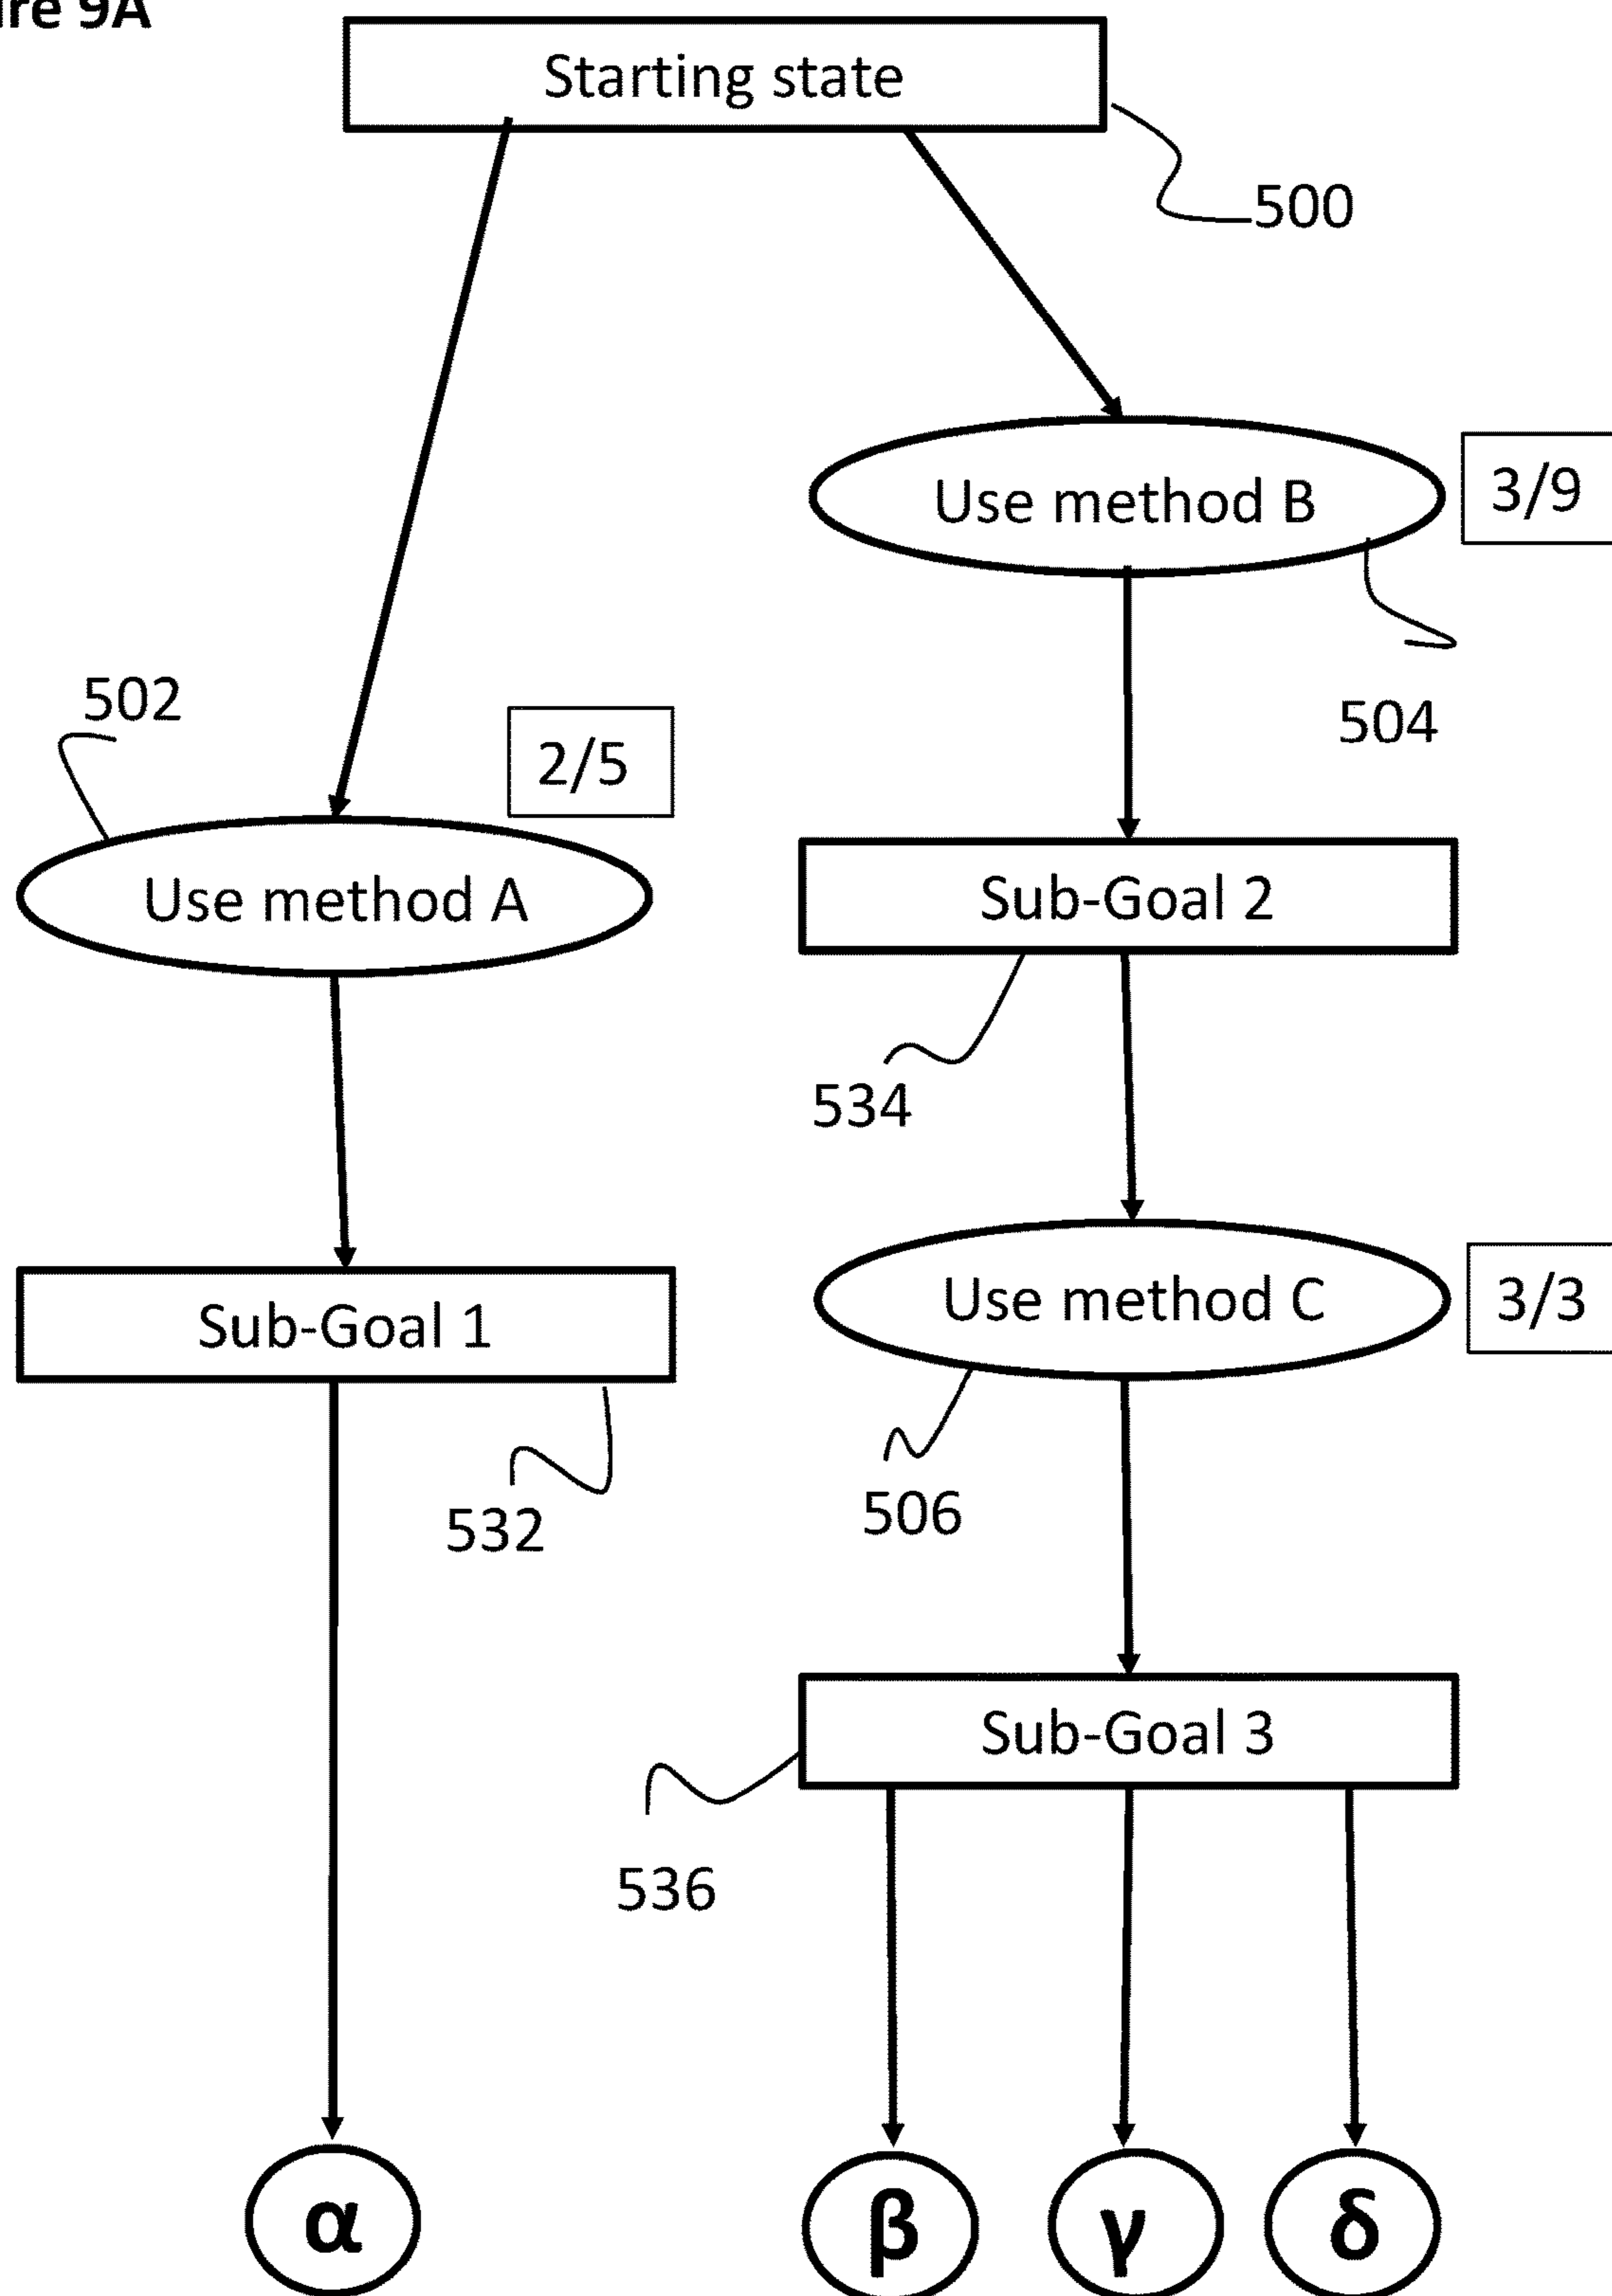 9A
Starting state
500
Use method B
3/9
504
502
2/5
Use method A
Sub-Goal 2
534
Sub-Goal 1
532
Use method C
3/3
506
Sub-Goal 3
536
α
β
γ
δ